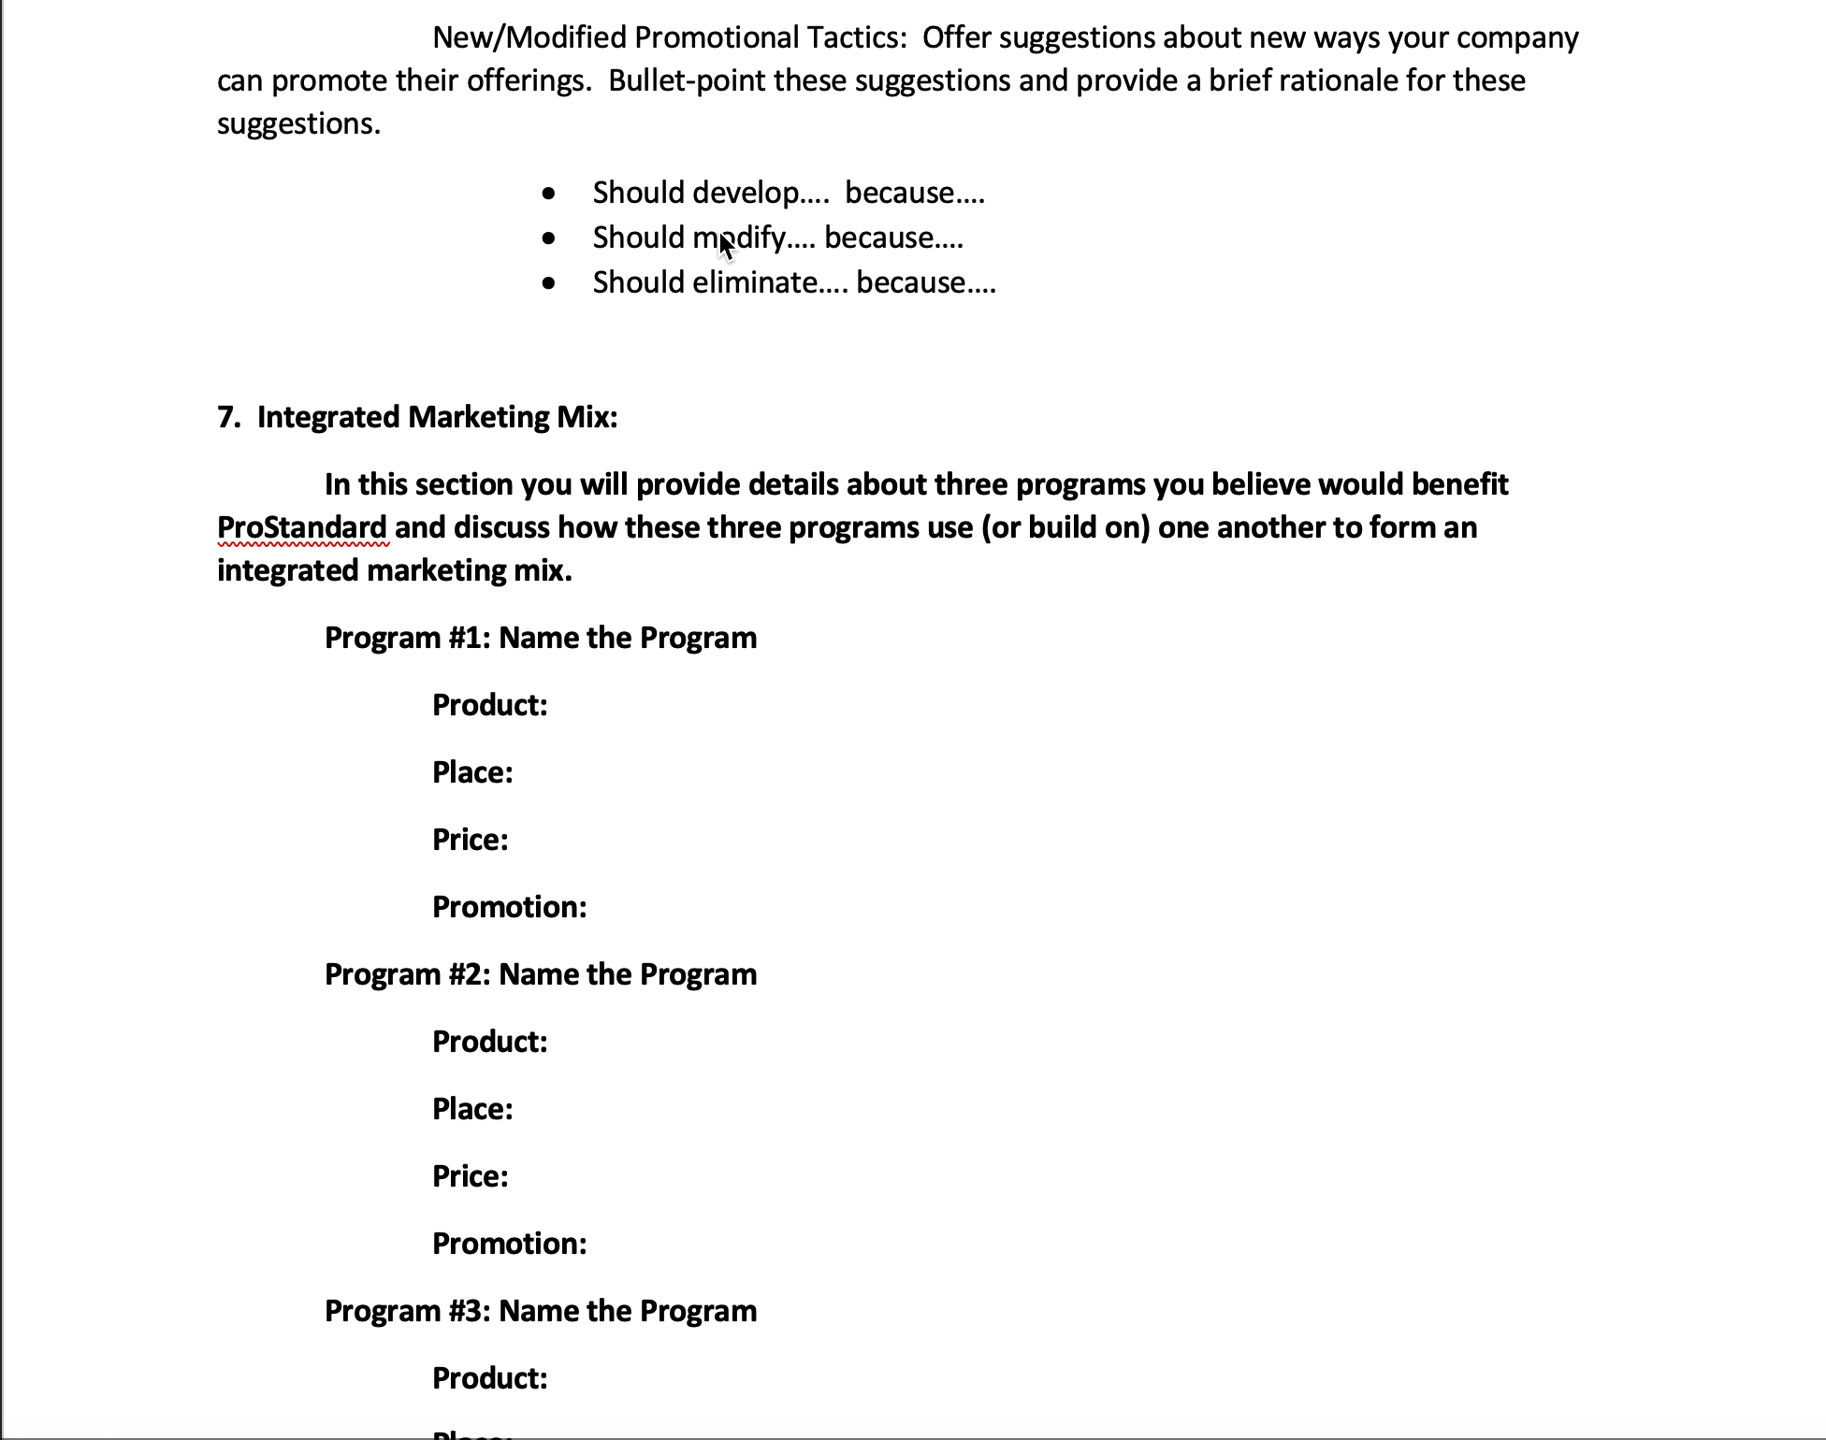 New/Modified Promotional Tactics:  Offer suggestions about new ways your company
can promote their offerings.  Bullet-point these suggestions and provide a brief rationale for these
suggestions.
• Should develop….  because….
• Should modify…. because….
• Should eliminate…. because….
7.  Integrated Marketing Mix:
In this section you will provide details about three programs you believe would benefit
ProStandard and discuss how these three programs use (or build on) one another to form an
integrated marketing mix.
Program #1: Name the Program
Product:
Place:
Price:
Promotion:
Program #2: Name the Program
Product:
Place:
Price:
Promotion:
Program #3: Name the Program
Product:
Place: